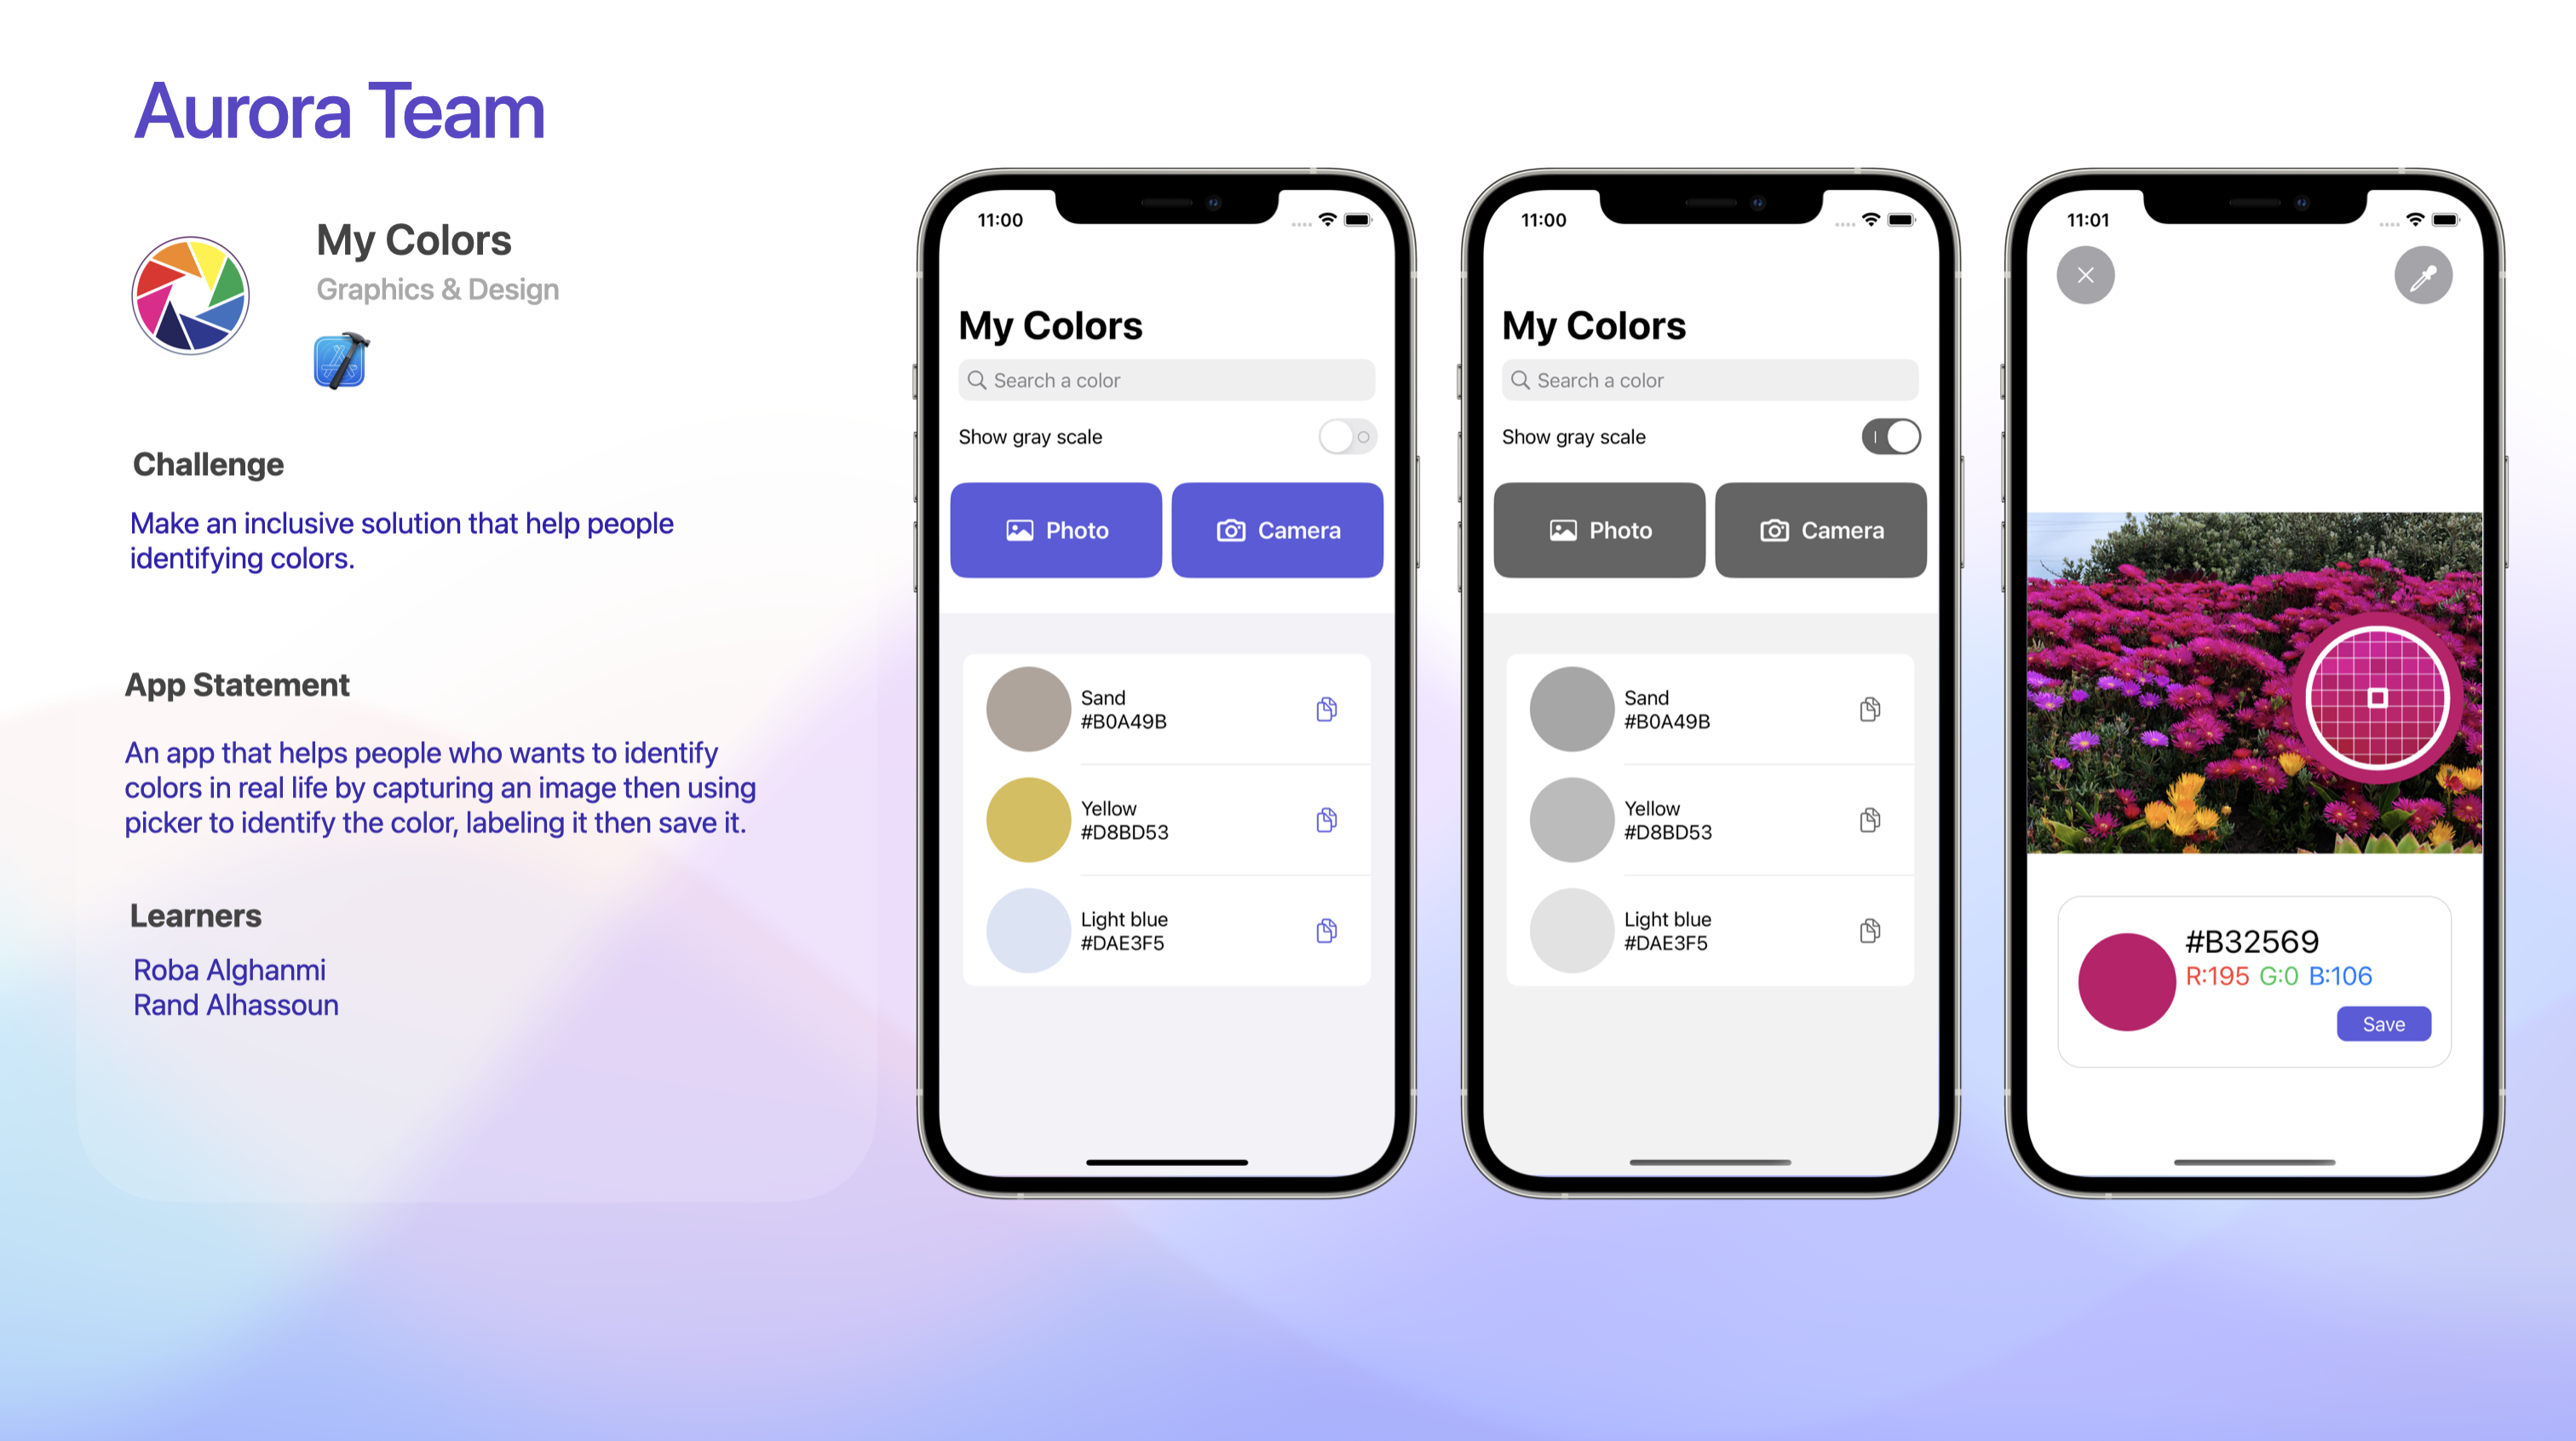 Aurora Team
My Colors
Graphics & Design
Challenge
Make an inclusive solution that help people
identifying colors.
App Statement
An app that helps people who wants to identify
colors in real life by capturing an image then using
picker to identify the color, labeling it then save it.
Learners
Roba Alghanmi
Rand Alhassoun
11:00
My Colors
Search a color
Show gray scale
Photo
Camera
Sand
#B0A49B
Yellow
#D8BD53
Light blue
#DAE3F5
11:00
My Colors
Search a color
Show gray scale
Photo
Camera
Sand
#B0A49B
Yellow
#D8BD53
Light blue
#DAE3F5
11:01
#B32569
R:195 G:0 B:106
Save